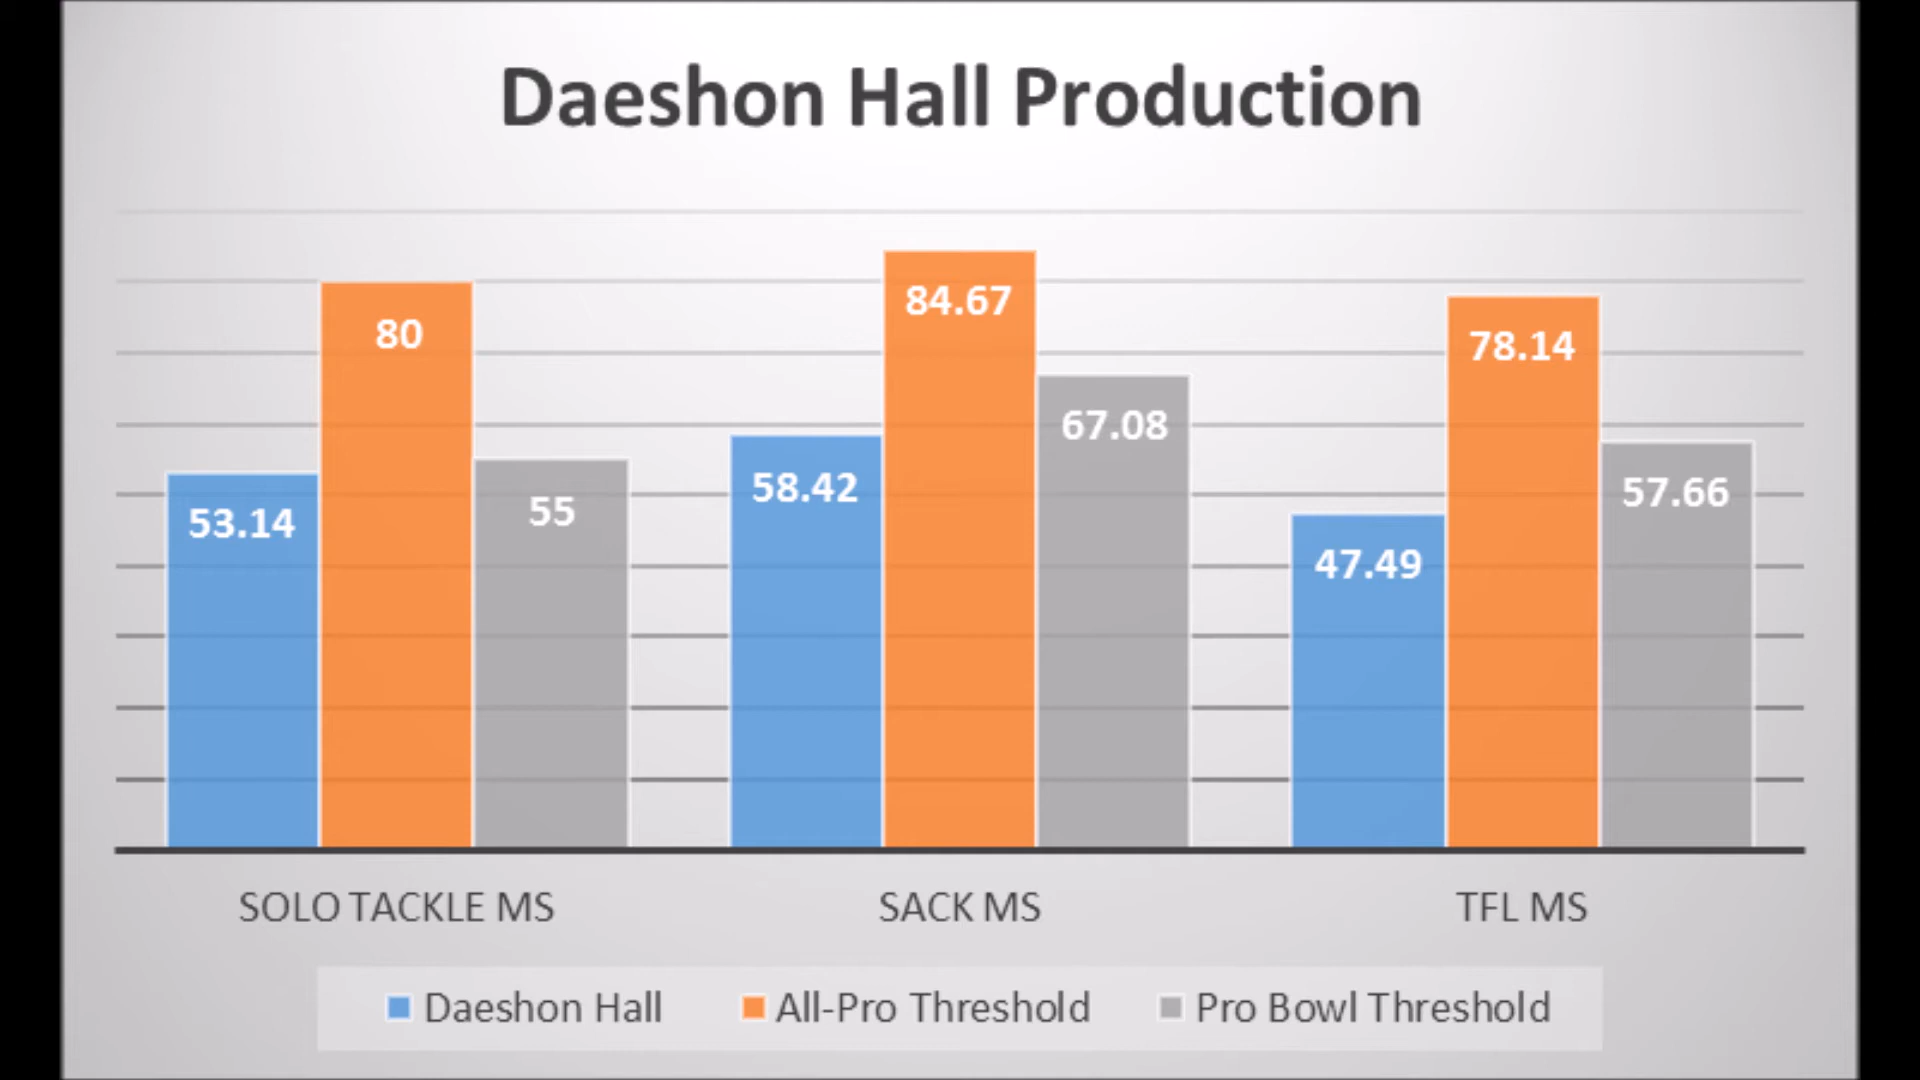 Daeshon Hall Production
53.14
80
55
58.42
84.67
67.08
47.49
78.14
57.66
SOLO TACKLE MS
SACK MS
TFL MS
Daeshon Hall
All-Pro Threshold
Pro Bowl Threshold